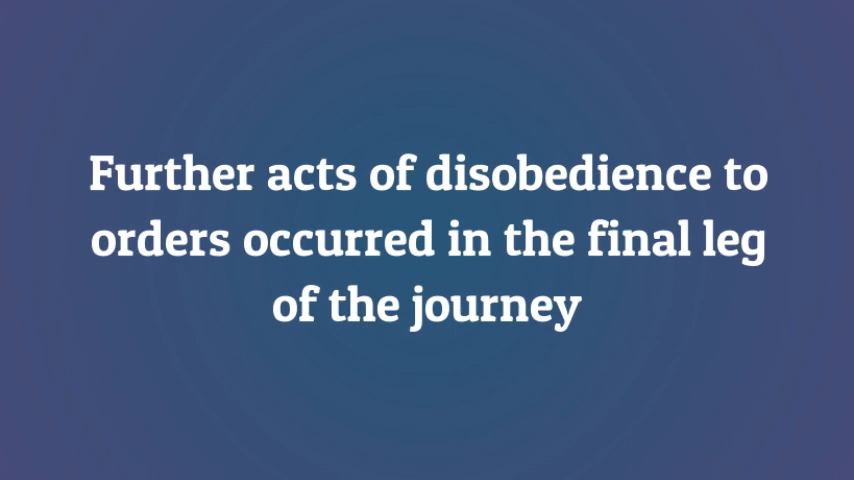 Further acts of disobedience to
orders occurred in the final leg
of the journey